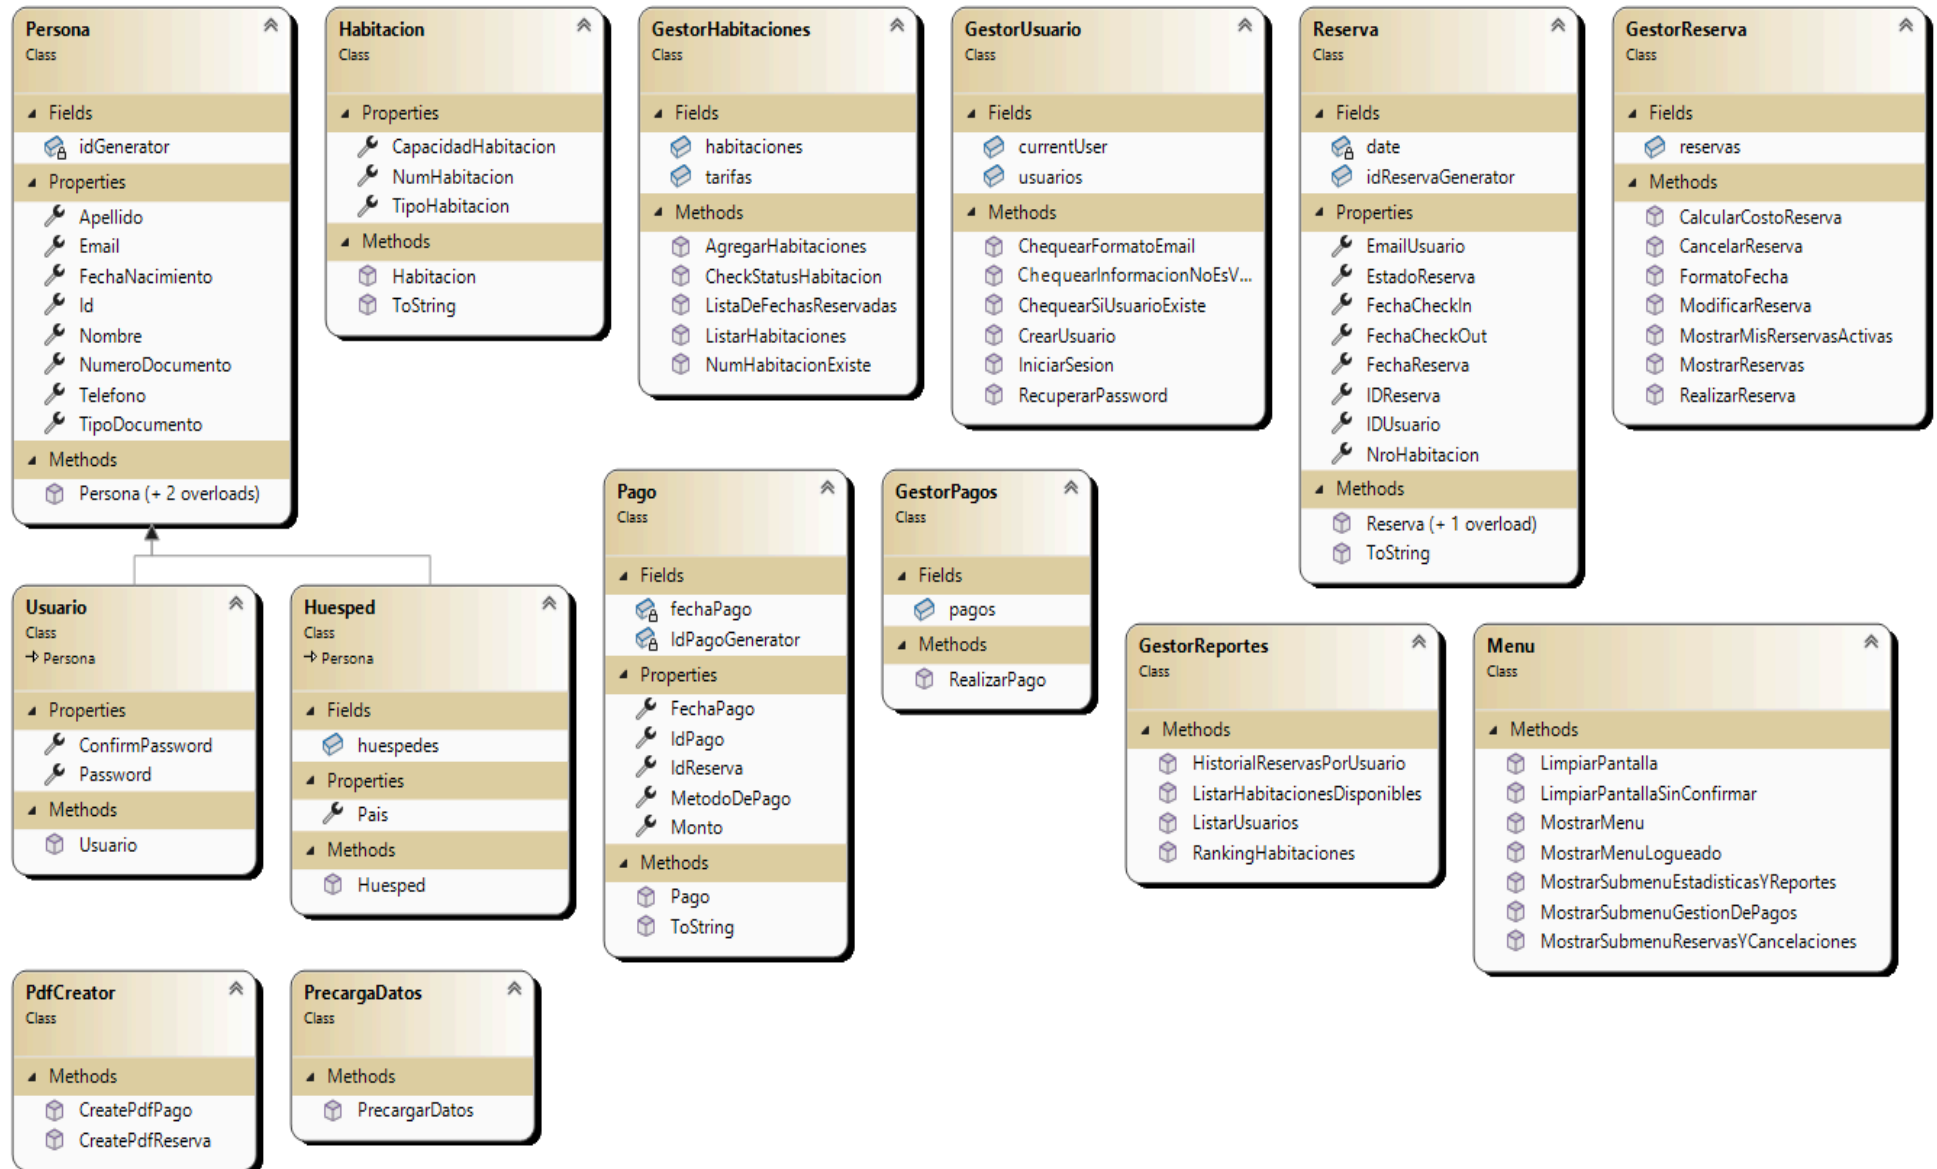 Persona
Class
Fields
idGenerator
Properties
Apellido
Email
FechaNacimiento
Id
Nombre
NumeroDocumento
Telefono
TipoDocumento
Methods
Persona (+ 2 overloads)
Habitacion
Class
Properties
CapacidadHabitacion
NumHabitacion
TipoHabitacion
Methods
Habitacion
ToString
GestorHabitaciones
Class
Fields
habitaciones
tarifas
Methods
AgregarHabitaciones
CheckStatusHabitacion
ListaDeFechasReservadas
ListarHabitaciones
NumHabitacionExiste
GestorUsuario
Class
Fields
currentUser
usuarios
Methods
ChequearFormatoEmail
ChequearInformacionNoEsV...
ChequearSiUsuarioExiste
CrearUsuario
IniciarSesion
RecuperarPassword
Reserva
Class
Fields
date
idReservaGenerator
Properties
EmailUsuario
EstadoReserva
FechaCheckIn
FechaCheckOut
FechaReserva
IDReserva
IDUsuario
NroHabitacion
Methods
Reserva (+ 1 overload)
ToString
GestorReserva
Class
Fields
reservas
Methods
CalcularCostoReserva
CancelarReserva
FormatoFecha
ModificarReserva
MostrarMisRerservasActivas
MostrarReservas
RealizarReserva
Usuario
Class
Persona
Properties
ConfirmPassword
Password
Methods
Usuario
Huesped
Class
Persona
Fields
huespedes
Properties
Pais
Methods
Huesped
Pago
Class
Fields
fechaPago
IdPagoGenerator
Properties
FechaPago
IdPago
IdReserva
MetodoDePago
Monto
Methods
Pago
ToString
GestorPagos
Class
Fields
pagos
Methods
RealizarPago
GestorReportes
Class
Methods
HistorialReservasPorUsuario
ListarHabitacionesDisponibles
ListarUsuarios
RankingHabitaciones
Menu
Class
Methods
LimpiarPantalla
LimpiarPantallaSinConfirmar
MostrarMenu
MostrarMenuLogueado
MostrarSubmenuEstadisticasYReportes
MostrarSubmenuGestionDePagos
MostrarSubmenuReservasYCancelaciones
PdfCreator
Class
Methods
CreatePdfPago
CreatePdfReserva
PrecargaDatos
Class
Methods
PrecargarDatos